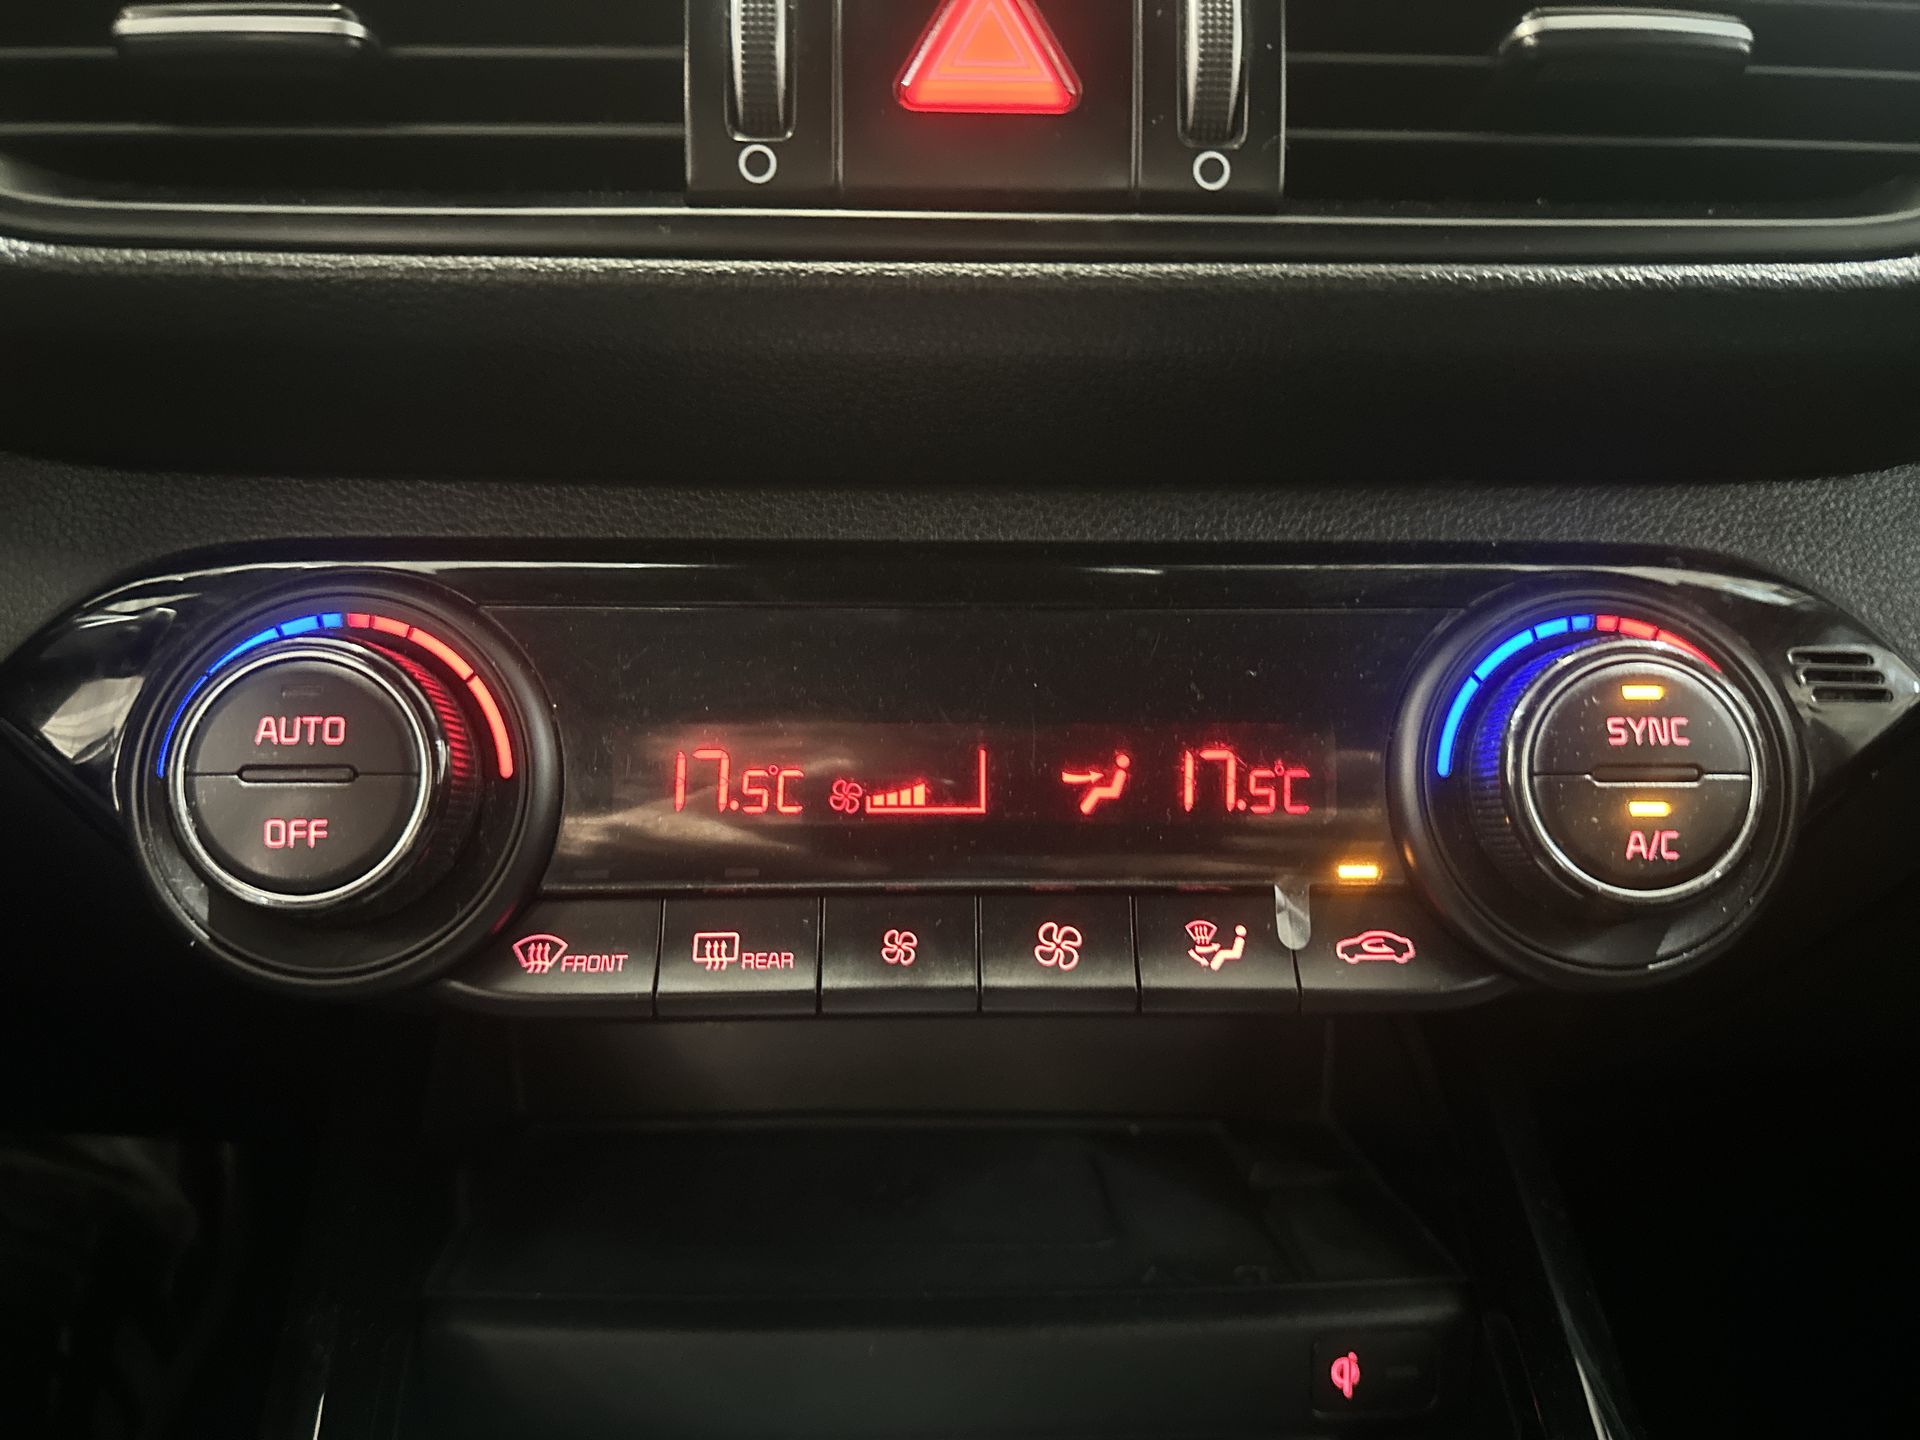 AUTO
OFF
17.5°C
17.5°C
SYNC
A/C
FRONT
REAR